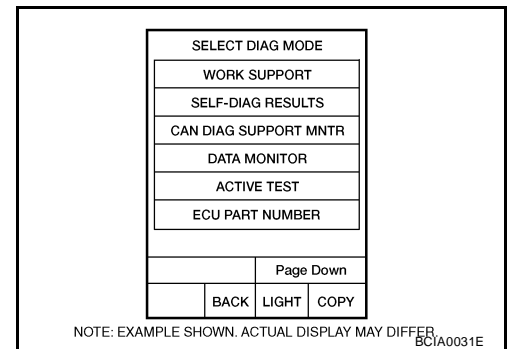 SELECT DIAG MODE
WORK SUPPORT
SELF-DIAG RESULTS
CAN DIAG SUPPORT MNTR
DATA MONITOR
ACTIVE TEST
ECU PART NUMBER
Page Down
BACK LIGHT COPY
NOTE: EXAMPLE SHOWN. ACTUAL DISPLAY MAY DIFFER.
BCIA0031E